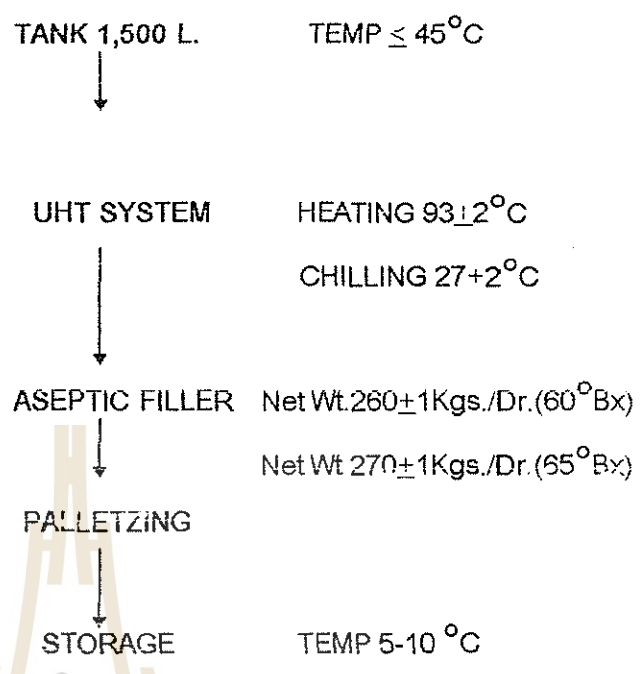 TANK 1,500 L. TEMP ≤ 45°C
UHT SYSTEM HEATING 93±2°C
CHILLING 27+2°C
ASEPTIC FILLER Net Wt.260±1Kgs./Dr.(60°Bx)
Net Wt 270±1Kgs./Dr.(65°Bx)
PALLETZING
STORAGE TEMP 5-10 °C